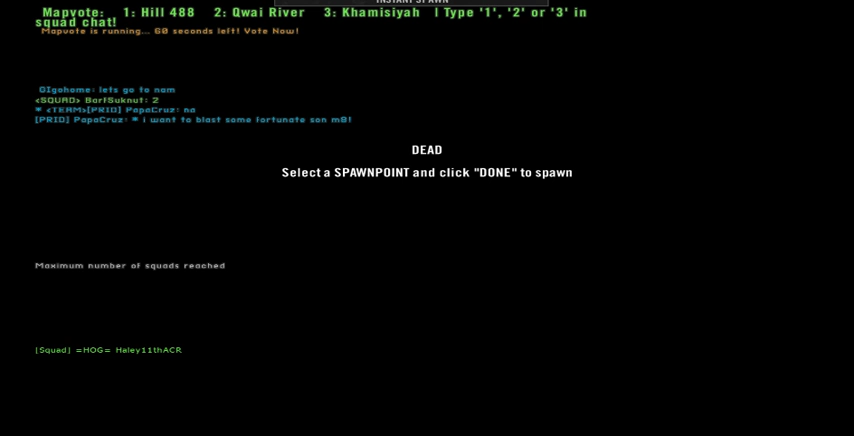 INSTANT SPAWN
Mapvote: 1: Hill 488 2: Qwai River 3: Khamisiyah | Type '1', '2' or '3' in
squad chat!
Mapvote is running... 60 seconds left! Vote Now!
GIgohome: lets go to nam
<SQUAD> BartSuknut: 2
* <TEAM>[PRID] PapaCruz: na
[PRID] PapaCruz: * i want to blast some fortunate son m8!
DEAD
Select a SPAWNPOINT and click "DONE" to spawn
Maximum number of squads reached
[Squad] =HOG= Haley11thACR